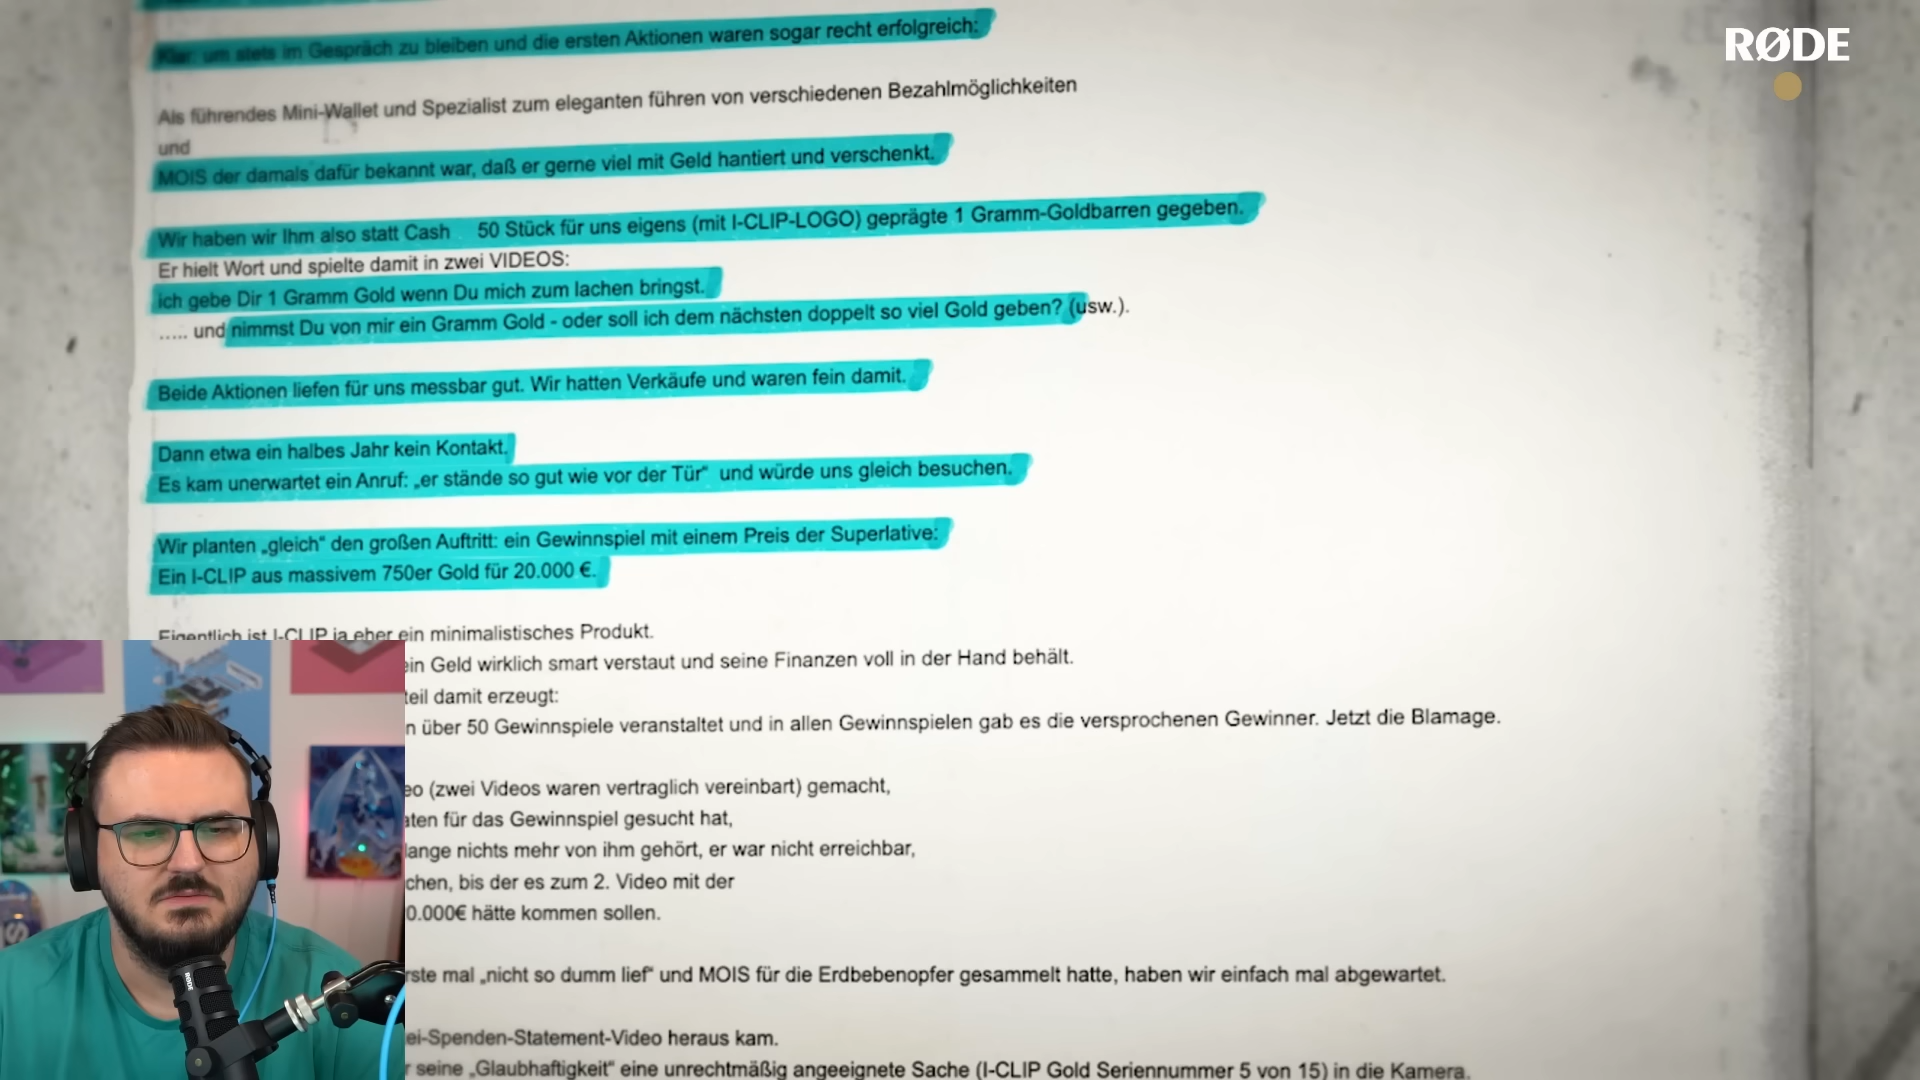 RØDE
Klar: um stets im Gespräch zu bleiben und die ersten Aktionen waren sogar recht erfolgreich:
Als führendes Mini-Wallet und Spezialist zum eleganten führen von verschiedenen Bezahlmöglichkeiten
und
MOIS der damals dafür bekannt war, daß er gerne viel mit Geld hantiert und verschenkt.
Wir haben wir Ihm also statt Cash 50 Stück für uns eigens (mit I-CLIP-LOGO) geprägte 1 Gramm-Goldbarren gegeben.
Er hielt Wort und spielte damit in zwei VIDEOS:
ich gebe Dir 1 Gramm Gold wenn Du mich zum lachen bringst.
..... und nimmst Du von mir ein Gramm Gold - oder soll ich dem nächsten doppelt so viel Gold geben? (usw.).
Beide Aktionen liefen für uns messbar gut. Wir hatten Verkäufe und waren fein damit.
Dann etwa ein halbes Jahr kein Kontakt.
Es kam unerwartet ein Anruf: „er stände so gut wie vor der Tür“ und würde uns gleich besuchen.
Wir planten „gleich“ den großen Auftritt: ein Gewinnspiel mit einem Preis der Superlative:
Ein I-CLIP aus massivem 750er Gold für 20.000 €.
Eigentlich ist I-CLIP ja eher ein minimalistisches Produkt.
ein Geld wirklich smart verstaut und seine Finanzen voll in der Hand behält.
teil damit erzeugt:
n über 50 Gewinnspiele veranstaltet und in allen Gewinnspielen gab es die versprochenen Gewinner. Jetzt die Blamage.
eo (zwei Videos waren vertraglich vereinbart) gemacht,
aten für das Gewinnspiel gesucht hat,
lange nichts mehr von ihm gehört, er war nicht erreichbar,
chen, bis der es zum 2. Video mit der
0.000€ hätte kommen sollen.
rste mal „nicht so dumm lief“ und MOIS für die Erdbebenopfer gesammelt hatte, haben wir einfach mal abgewartet.
ei-Spenden-Statement-Video heraus kam.
r seine „Glaubhaftigkeit“ eine unrechtmäßig angeeignete Sache (I-CLIP Gold Seriennummer 5 von 15) in die Kamera.
RØDE